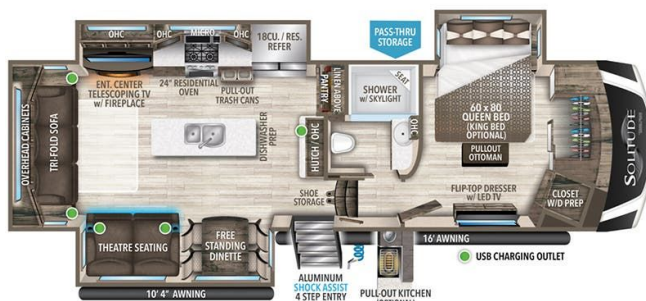 OHC
OHC
MICRO
OHC
18CU. / RES.
REFER
PASS-THRU
STORAGE
ENT. CENTER
TELESCOPING TV
w/ FIREPLACE
24" RESIDENTIAL
OVEN
PULL-OUT
TRASH CANS
PANTRY
LINEN ABOVE
SHOWER
w/ SKYLIGHT
SEAT
60 x 80
QUEEN BED
(KING BED
OPTIONAL)
OVERHEAD CABINETS
TRI-FOLD SOFA
DISHWASHER
PREP
HUTCH / OHC
OHC
PULLOUT
OTTOMAN
SOLITUDE
SHOE
STORAGE
FLIP-TOP DRESSER
w/ LED TV
CLOSET
W/D PREP
THEATRE SEATING
FREE
STANDING
DINETTE
16' AWNING
USB CHARGING OUTLET
ALUMINUM
SHOCK ASSIST
4 STEP ENTRY
10' 4" AWNING
PULL-OUT KITCHEN
(OPTIONAL)